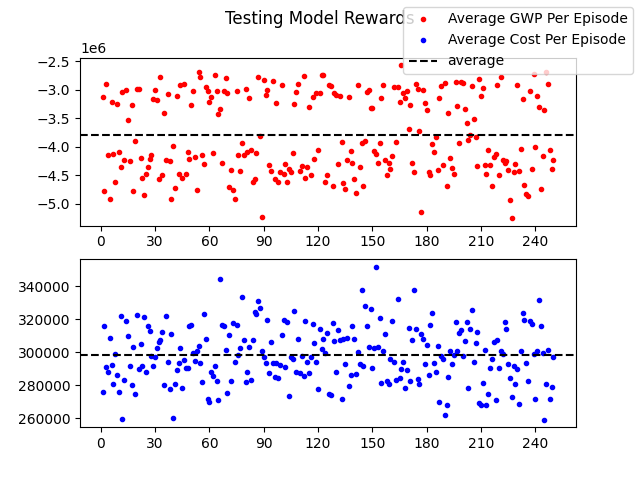 Testing Model Rewards
Average GWP Per Episode
Average Cost Per Episode
average
1e6
−2.5
−3.0
−3.5
−4.0
−4.5
−5.0
0 30 60 90 120 150 180 210 240
340000
320000
300000
280000
260000
0 30 60 90 120 150 180 210 240